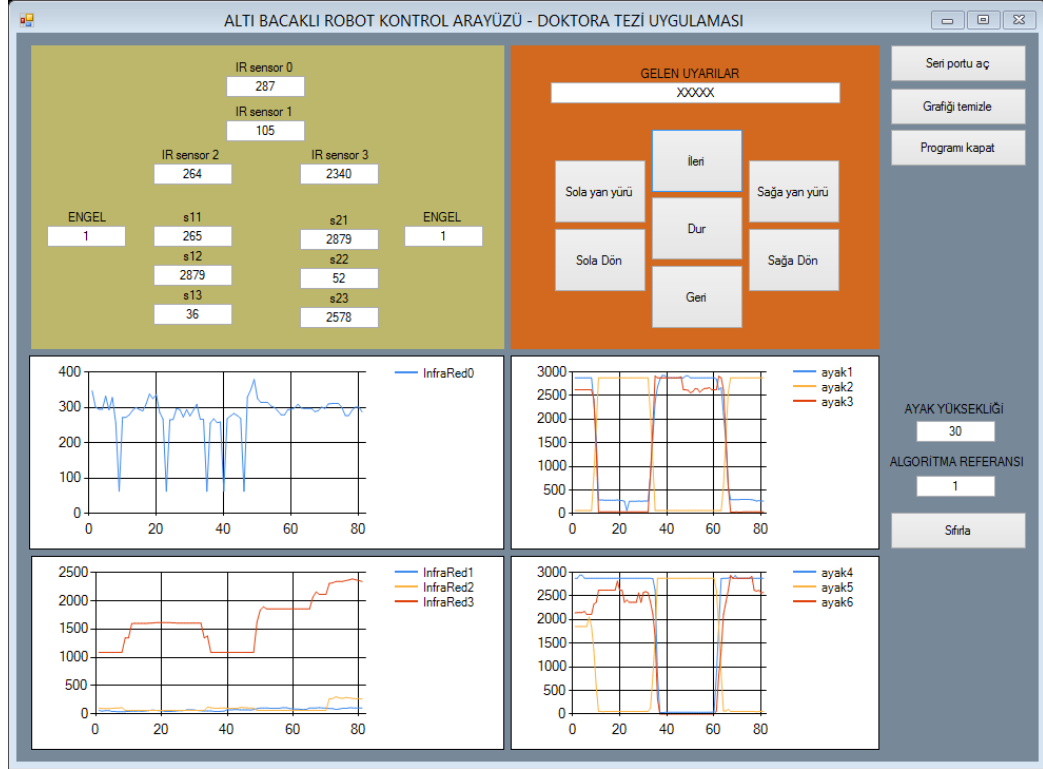 ALTI BACAKLI ROBOT KONTROL ARAYÜZÜ - DOKTORA TEZİ UYGULAMASI
IR sensor 0
287
IR sensor 1
105
IR sensor 2
264
IR sensor 3
2340
ENGEL
1
s11
265
s12
2879
s13
36
s21
2879
s22
52
s23
2578
ENGEL
1
GELEN UYARILAR
XXXXX
İleri
Sola yan yürü
Sağa yan yürü
Dur
Sola Dön
Sağa Dön
Geri
Seri portu aç
Grafiği temizle
Programı kapat
AYAK YÜKSEKLİĞİ
30
ALGORİTMA REFERANSI
1
Sıfırla
400
300
200
100
0
0 20 40 60 80
InfraRed0
3000
2500
2000
1500
1000
500
0
0 20 40 60 80
ayak1
ayak2
ayak3
2500
2000
1500
1000
500
0
0 20 40 60 80
InfraRed1
InfraRed2
InfraRed3
3000
2500
2000
1500
1000
500
0
0 20 40 60 80
ayak4
ayak5
ayak6